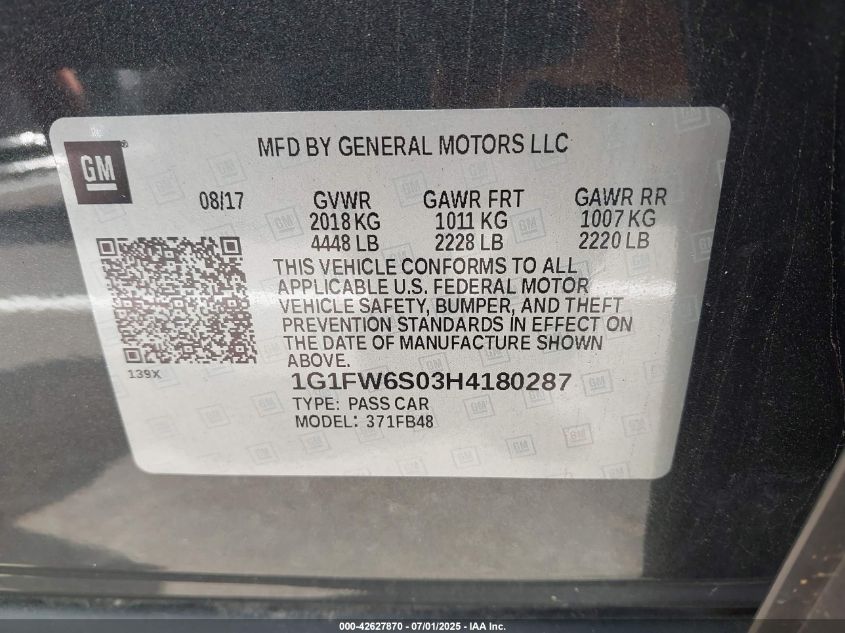 MFD BY GENERAL MOTORS LLC
GM
08/17 GVWR GAWR FRT GAWR RR
2018 KG 1011 KG 1007 KG
4448 LB 2228 LB 2220 LB
THIS VEHICLE CONFORMS TO ALL
APPLICABLE U.S. FEDERAL MOTOR
VEHICLE SAFETY, BUMPER, AND THEFT
PREVENTION STANDARDS IN EFFECT ON
THE DATE OF MANUFACTURE SHOWN
ABOVE.
139X
1G1FW6S03H4180287
TYPE: PASS CAR
MODEL: 371FB48
000-42627870 - 07/01/2025 - IAA Inc.